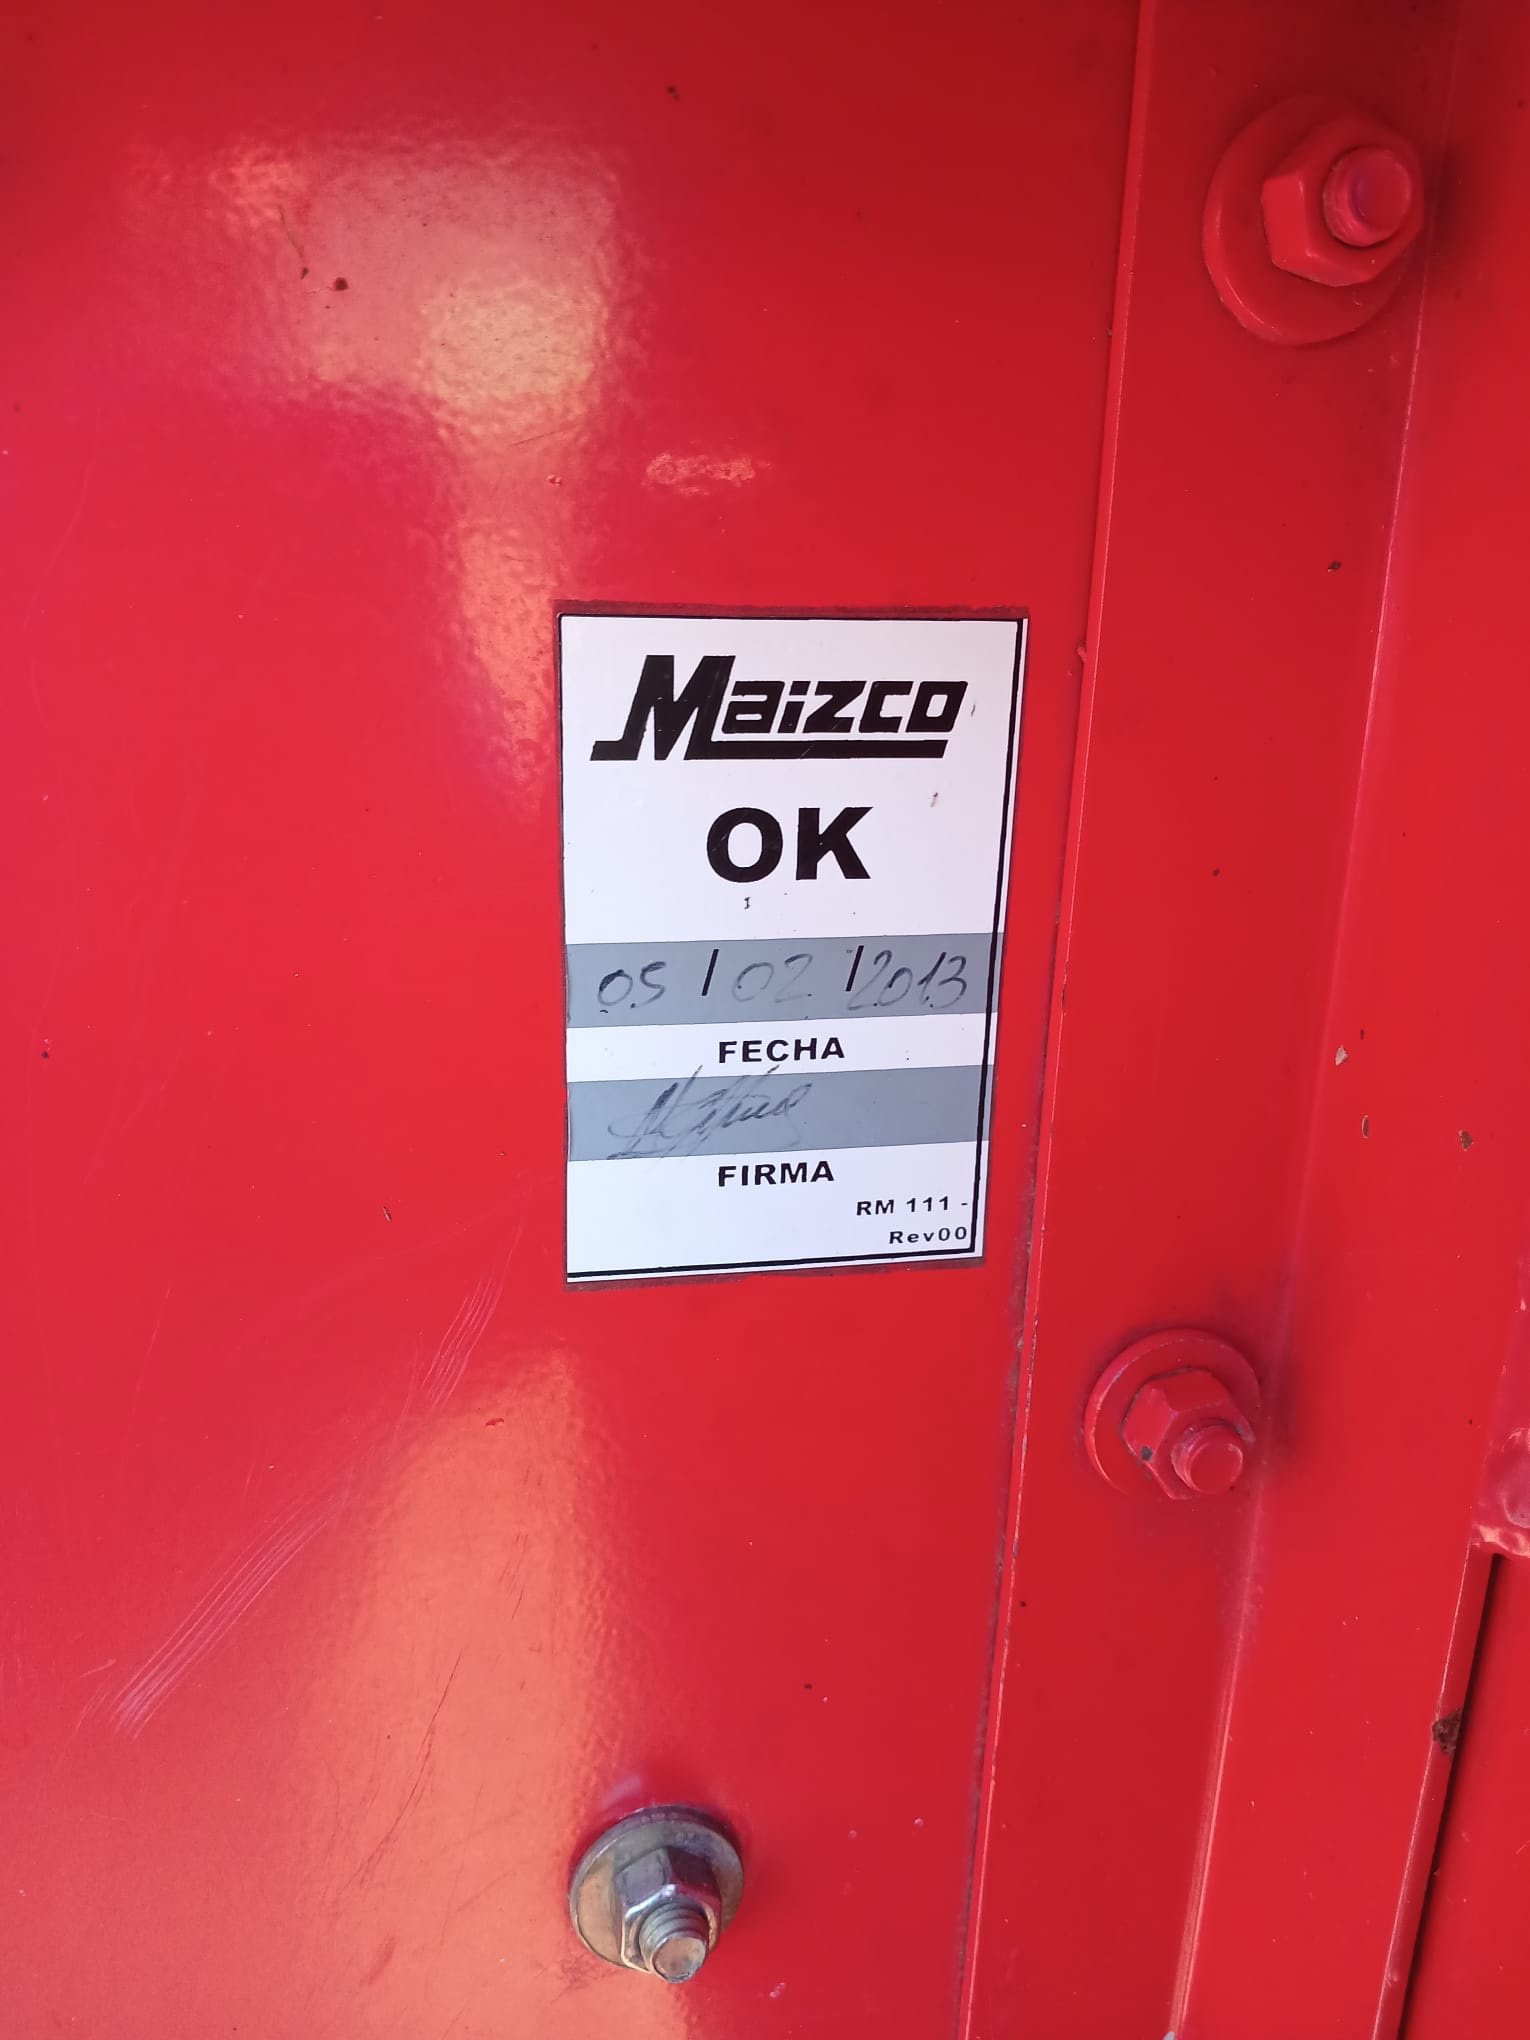 Maizco
OK
05 / 02 / 2013
FECHA
FIRMA
RM 111 -
Rev00